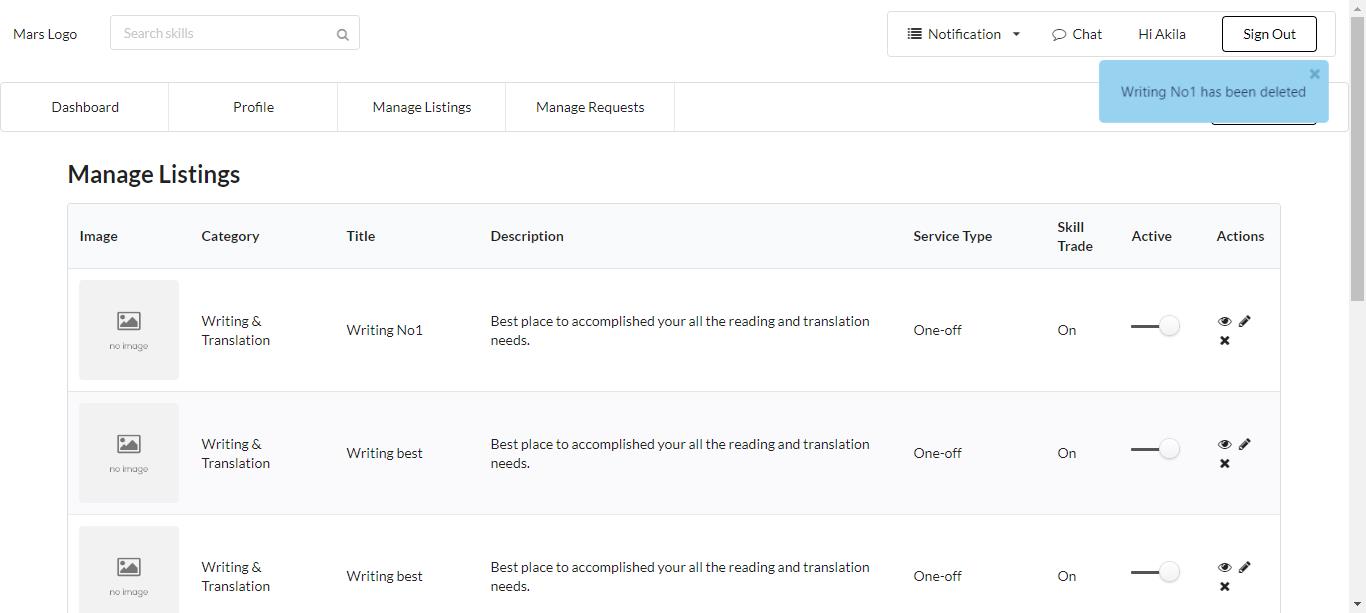 Mars Logo
Search skills
Notification
Chat
Hi Akila
Sign Out
Writing No1 has been deleted
Dashboard
Profile
Manage Listings
Manage Requests
Manage Listings
Image
Category
Title
Description
Service Type
Skill
Trade
Active
Actions
no image
Writing &
Translation
Writing No1
Best place to accomplished your all the reading and translation
needs.
One-off
On
no image
Writing &
Translation
Writing best
Best place to accomplished your all the reading and translation
needs.
One-off
On
no image
Writing &
Translation
Writing best
Best place to accomplished your all the reading and translation
needs.
One-off
On